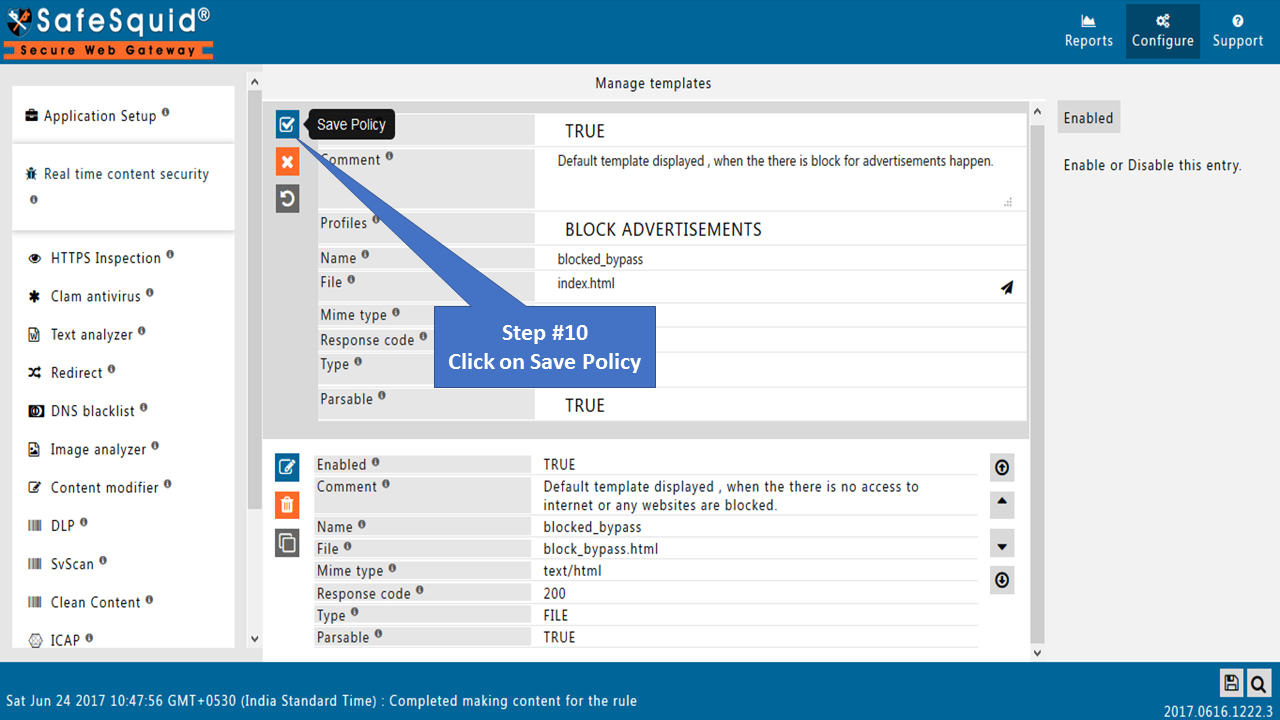 SafeSquid®
Secure Web Gateway
Reports
Configure
Support
Application Setup
Real time content security
HTTPS Inspection
Clam antivirus
Text analyzer
Redirect
DNS blacklist
Image analyzer
Content modifier
DLP
SvScan
Clean Content
ICAP
Manage templates
Save Policy
TRUE
Comment
Default template displayed , when the there is block for advertisements happen.
Profiles
BLOCK ADVERTISEMENTS
Name
blocked_bypass
File
index.html
Mime type
Response code
Type
Parsable
TRUE
Step #10
Click on Save Policy
Enabled
TRUE
Comment
Default template displayed , when the there is no access to
internet or any websites are blocked.
Name
blocked_bypass
File
block_bypass.html
Mime type
text/html
Response code
200
Type
FILE
Parsable
TRUE
Enabled
Enable or Disable this entry.
Sat Jun 24 2017 10:47:56 GMT+0530 (India Standard Time) : Completed making content for the rule
2017.0616.1222.3